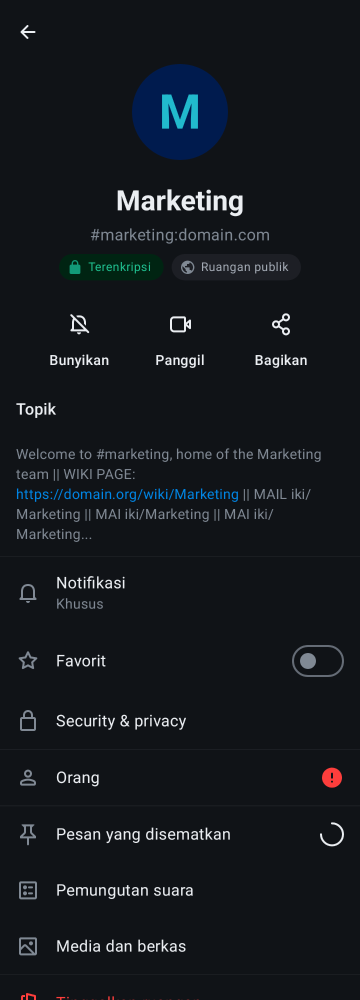 M
Marketing
#marketing:domain.com
Terenkripsi
Ruangan publik
Bunyikan
Panggil
Bagikan
Topik
Welcome to #marketing, home of the Marketing
team || WIKI PAGE:
https://domain.org/wiki/Marketing || MAIL iki/
Marketing || MAI iki/Marketing || MAI iki/
Marketing...
Notifikasi
Khusus
Favorit
Security & privacy
Orang
Pesan yang disematkan
Pemungutan suara
Media dan berkas